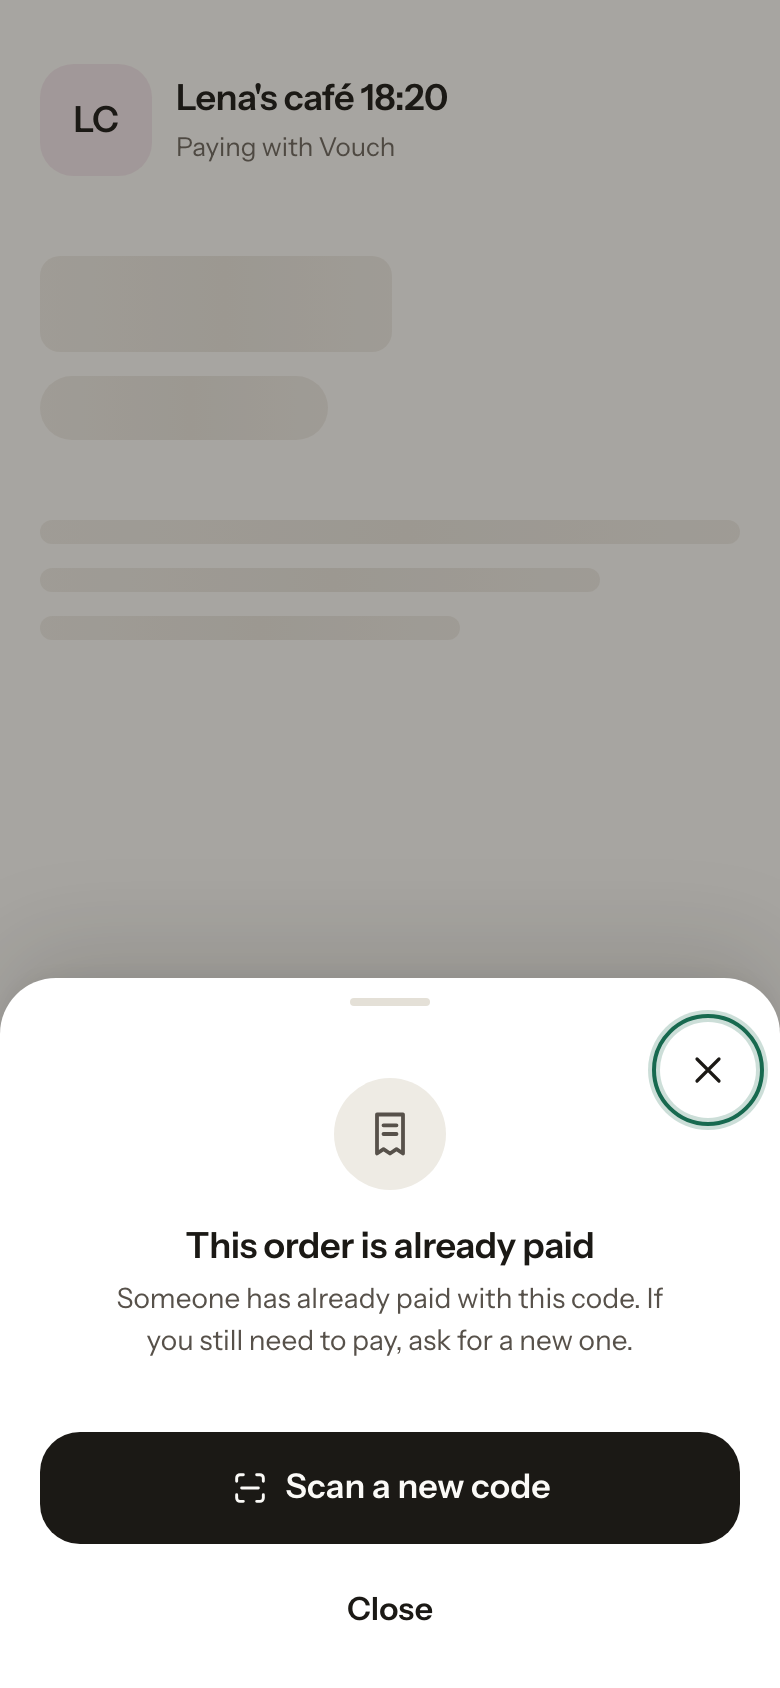 LC
Lena's café 18:20
Paying with Vouch
This order is already paid
Someone has already paid with this code. If
you still need to pay, ask for a new one.
Scan a new code
Close